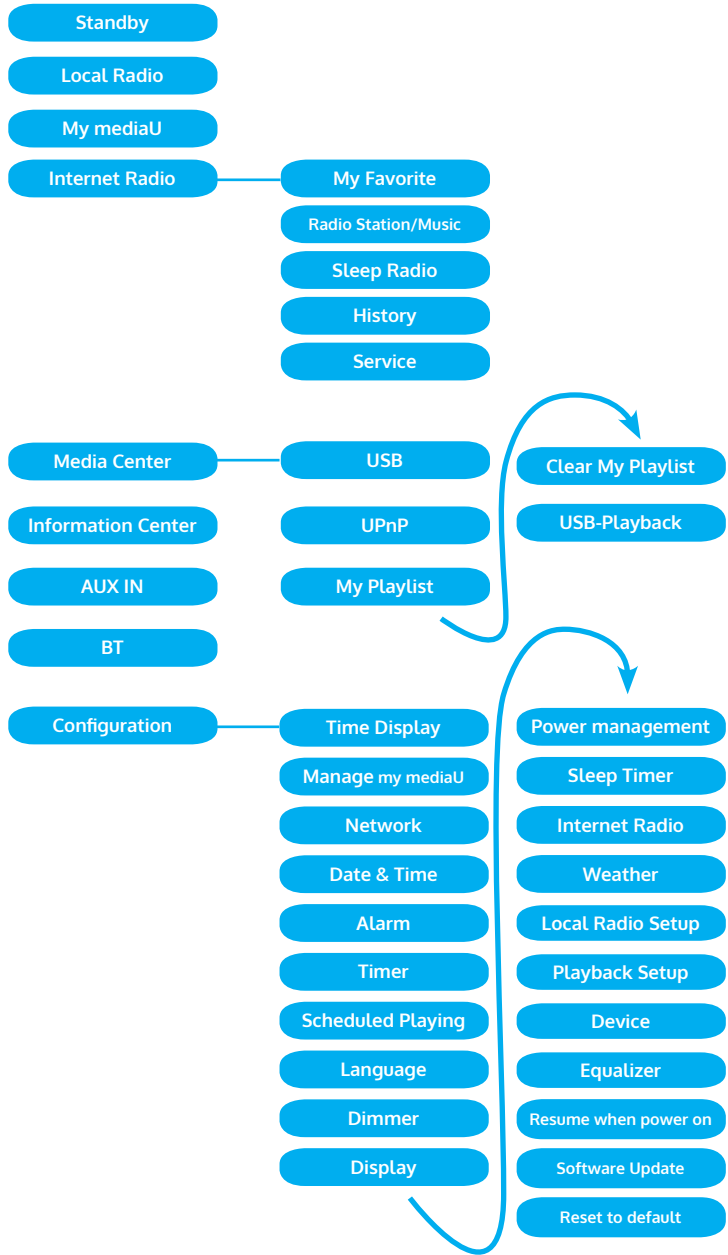 Standby
Local Radio
My mediaU
Internet Radio
My Favorite
Radio Station/Music
Sleep Radio
History
Service
Media Center
USB
Information Center
UPnP
AUX IN
My Playlist
Clear My Playlist
USB-Playback
BT
Configuration
Time Display
Manage my mediaU
Network
Date & Time
Alarm
Timer
Scheduled Playing
Language
Dimmer
Display
Power management
Sleep Timer
Internet Radio
Weather
Local Radio Setup
Playback Setup
Device
Equalizer
Resume when power on
Software Update
Reset to default